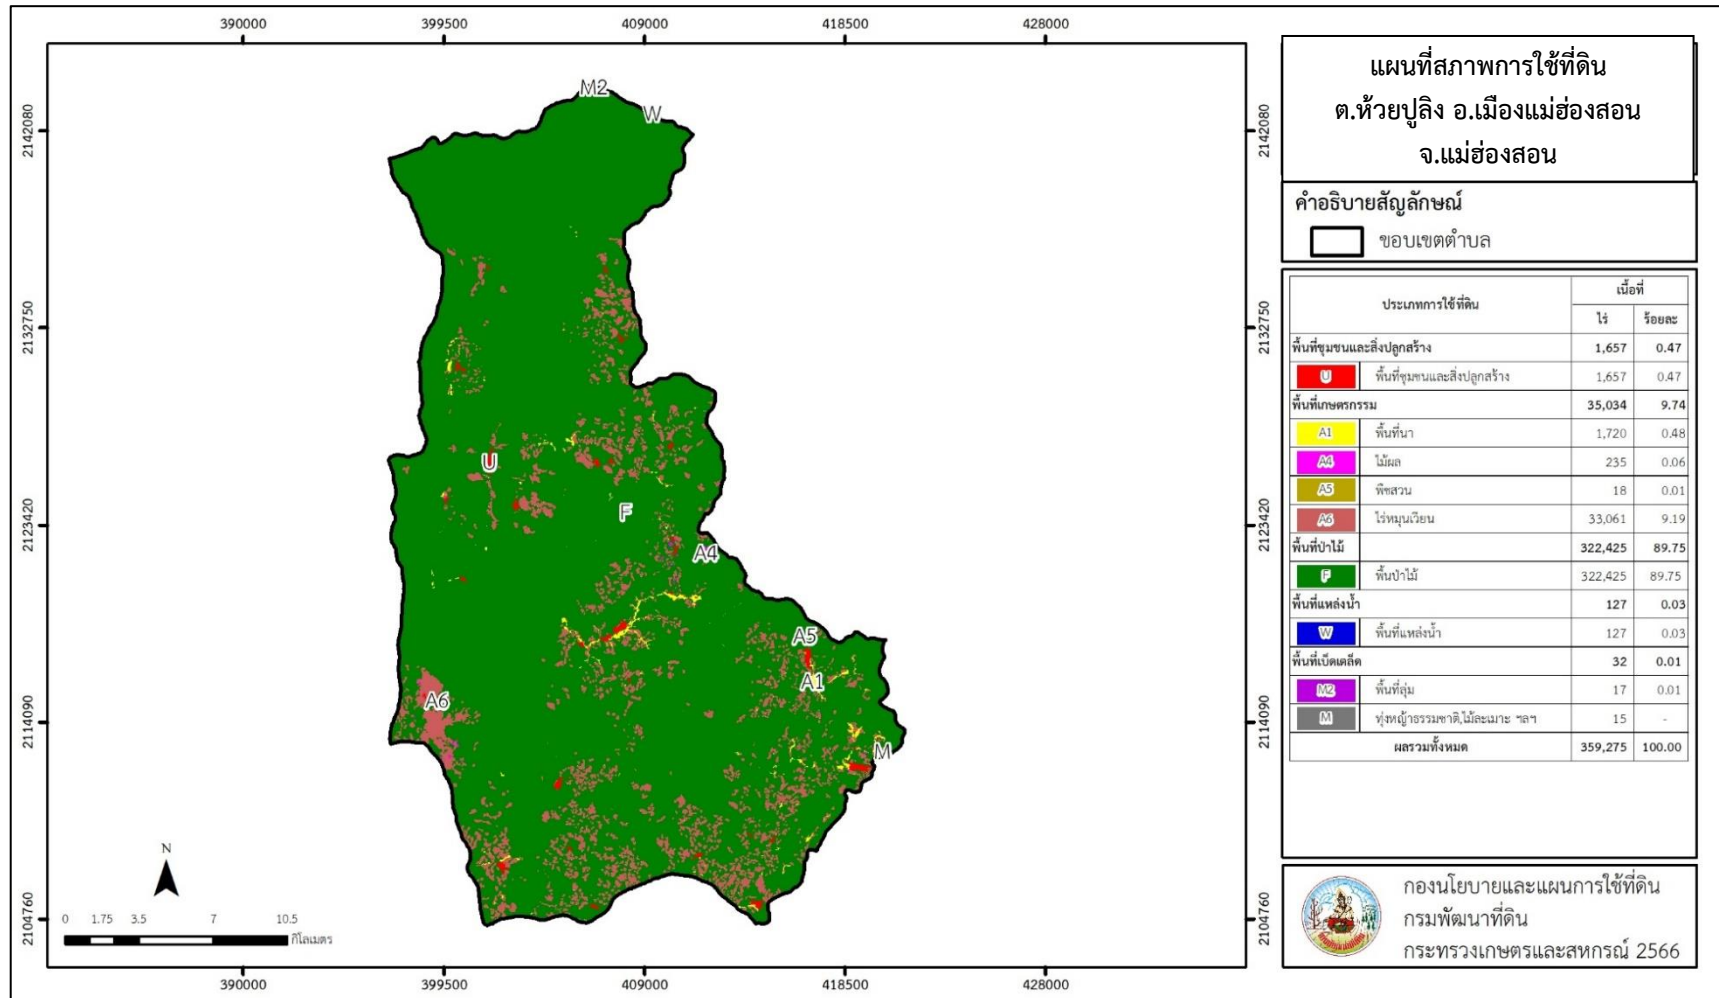 390000 399500 409000 418500 428000
แผนที่สภาพการใช้ที่ดิน
ต.ห้วยปูลิง อ.เมืองแม่ฮ่องสอน
จ.แม่ฮ่องสอน
คำอธิบายสัญลักษณ์
ขอบเขตตำบล
ประเภทการใช้ที่ดิน เนื้อที่
ไร่ ร้อยละ
พื้นที่ชุมชนและสิ่งปลูกสร้าง 1,657 0.47
U พื้นที่ชุมชนและสิ่งปลูกสร้าง 1,657 0.47
พื้นที่เกษตรกรรม 35,034 9.74
A1 พื้นที่นา 1,720 0.48
A4 ไม้ผล 235 0.06
A5 พืชสวน 18 0.01
A6 ไร่หมุนเวียน 33,061 9.19
พื้นที่ป่าไม้ 322,425 89.75
F พื้นป่าไม้ 322,425 89.75
พื้นที่แหล่งน้ำ 127 0.03
W พื้นที่แหล่งน้ำ 127 0.03
พื้นที่เบ็ดเตล็ด 32 0.01
M2 พื้นที่ลุ่ม 17 0.01
M ทุ่งหญ้าธรรมชาติ,ไม้ละเมาะ ฯลฯ 15 -
ผลรวมทั้งหมด 359,275 100.00
กองนโยบายและแผนการใช้ที่ดิน
กรมพัฒนาที่ดิน
กระทรวงเกษตรและสหกรณ์ 2566
2142080
2132750
2123420
2114090
2104760
M2
W
U
F
A4
A5
A1
A6
M
2142080
2132750
2123420
2114090
2104760
N
0 1.75 3.5 7 10.5
กิโลเมตร
390000 399500 409000 418500 428000